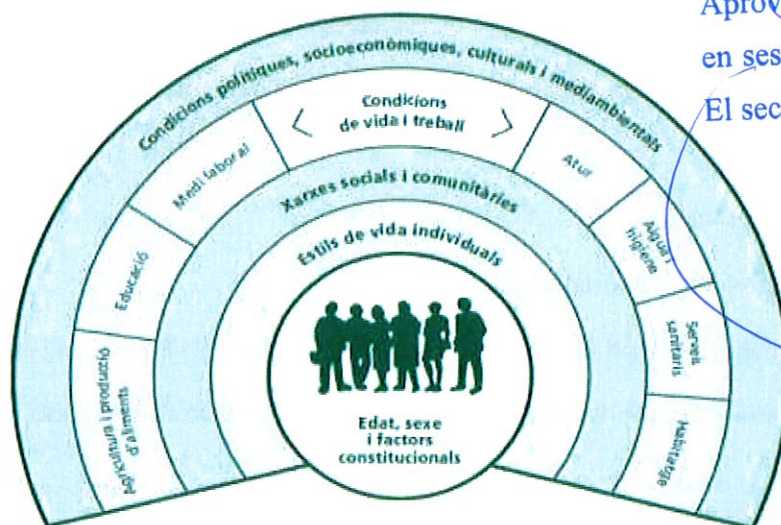 Aprov
en ses
El sec
Condicions polítiques, socioeconòmiques, culturals i mediambientals
Condicions
de vida i treball
Agricultura i producció
d'aliments
Educació
Medi laboral
Atur
Aigua i
higiene
Serveis
sanitaris
Habitatge
Xarxes socials i comunitàries
Estils de vida individuals
Edat, sexe
i factors
constitucionals